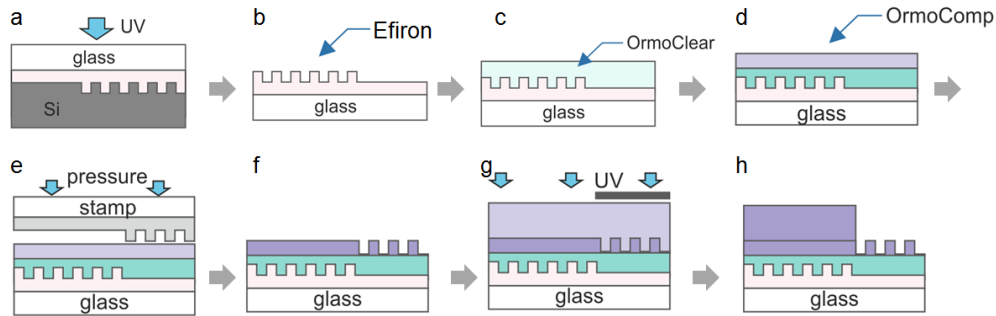 a
UV
glass
Si
b
Efiron
glass
c
OrmoClear
glass
d
OrmoComp
glass
e
pressure
stamp
glass
f
glass
g
UV
glass
h
glass